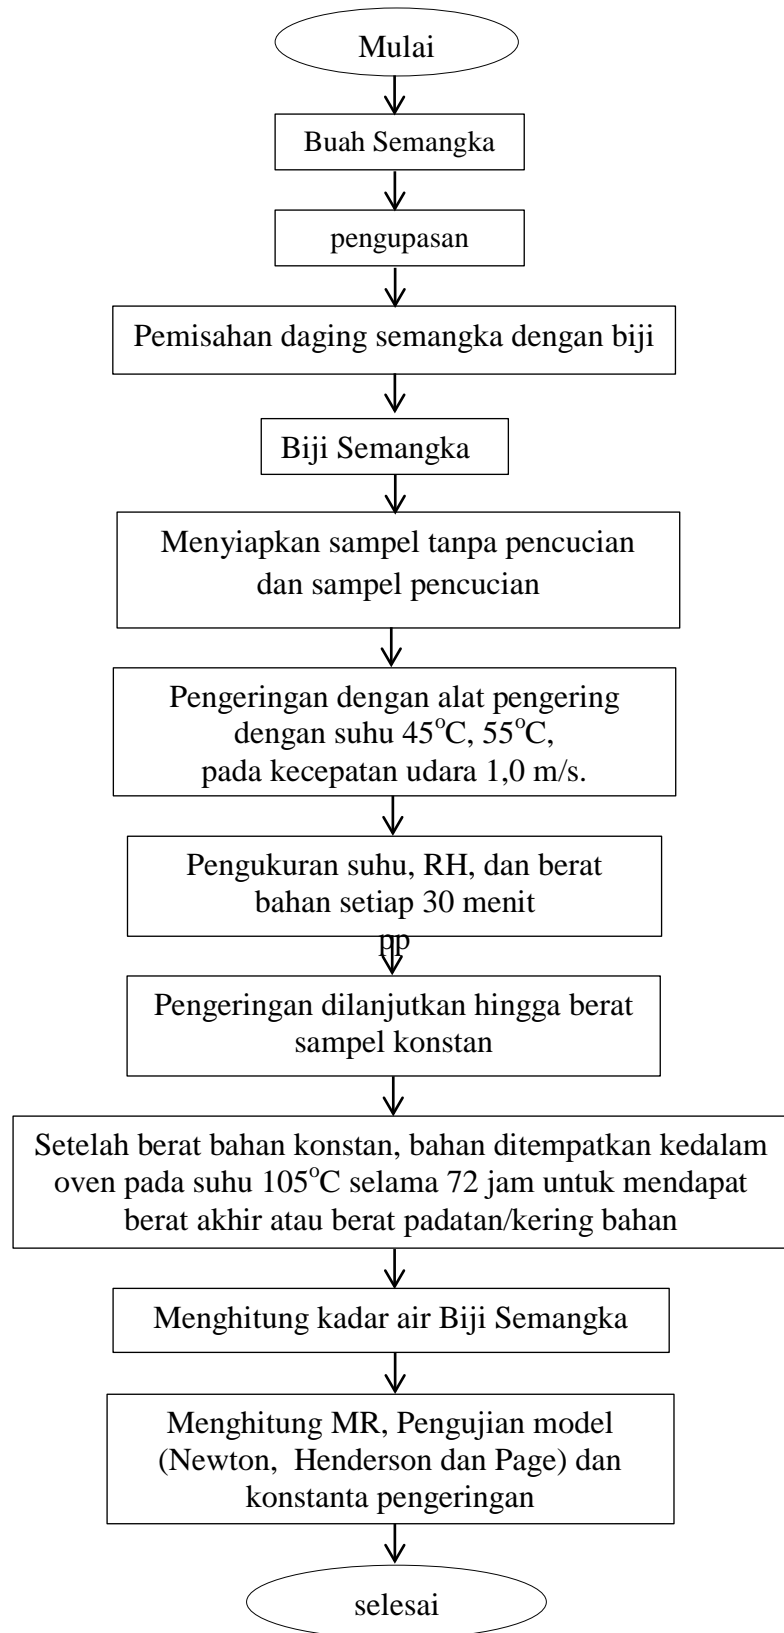 Mulai
Buah Semangka
pengupasan
Pemisahan daging semangka dengan biji
Biji Semangka
Menyiapkan sampel tanpa pencucian
dan sampel pencucian
Pengeringan dengan alat pengering
dengan suhu 45°C, 55°C,
pada kecepatan udara 1,0 m/s.
Pengukuran suhu, RH, dan berat
bahan setiap 30 menit
pp
Pengeringan dilanjutkan hingga berat
sampel konstan
Setelah berat bahan konstan, bahan ditempatkan kedalam
oven pada suhu 105°C selama 72 jam untuk mendapat
berat akhir atau berat padatan/kering bahan
Menghitung kadar air Biji Semangka
Menghitung MR, Pengujian model
(Newton, Henderson dan Page) dan
konstanta pengeringan
selesai